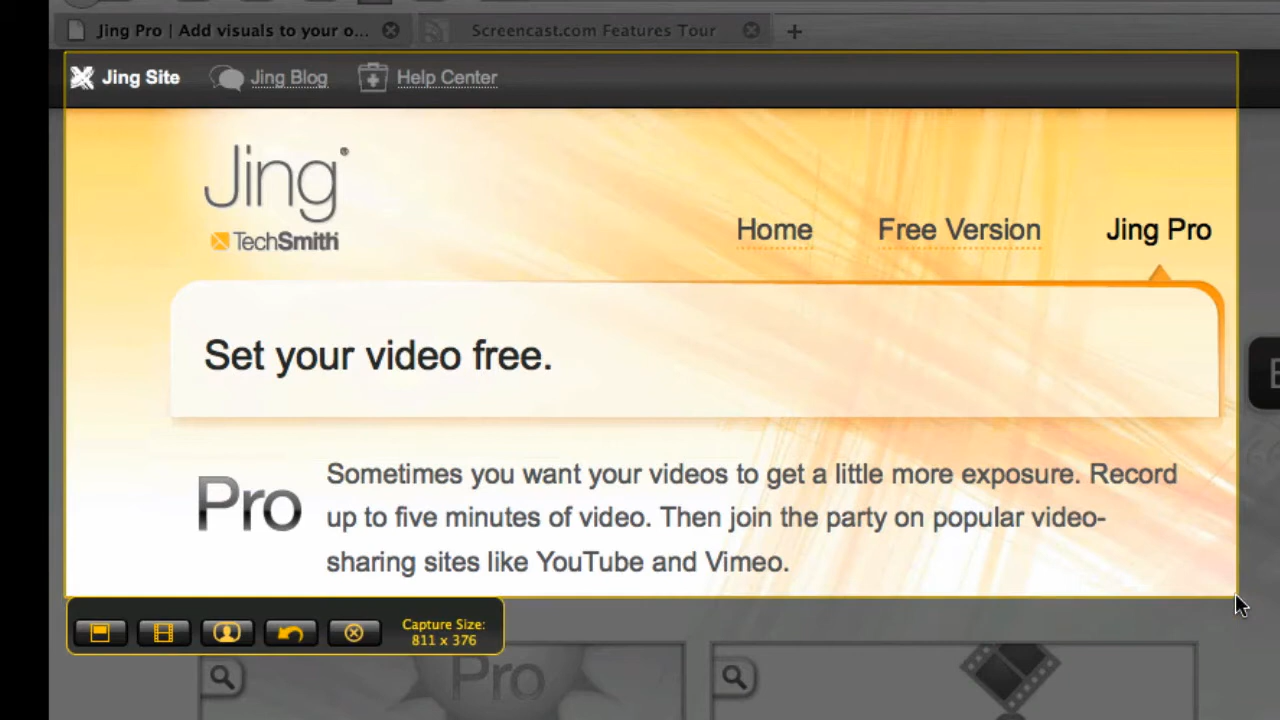 Jing Pro | Add visuals to your o...
Screencast.com Features Tour
Jing Site
Jing Blog
Help Center
Jing®
TechSmith
Home
Free Version
Jing Pro
Set your video free.
Pro
Sometimes you want your videos to get a little more exposure. Record
up to five minutes of video. Then join the party on popular video-
sharing sites like YouTube and Vimeo.
Capture Size:
811 x 376
Pro